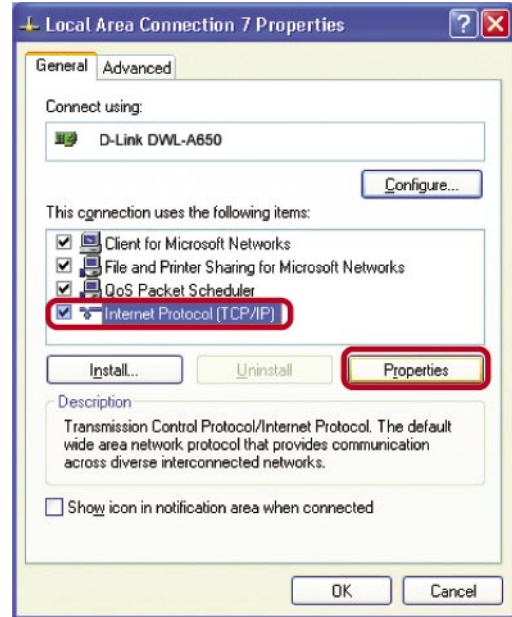 Local Area Connection 7 Properties
General Advanced
Connect using:
D-Link DWL-A650
Configure...
This connection uses the following items:
Client for Microsoft Networks
File and Printer Sharing for Microsoft Networks
QoS Packet Scheduler
Internet Protocol (TCP/IP)
Install... Uninstall Properties
Description
Transmission Control Protocol/Internet Protocol. The default
wide area network protocol that provides communication
across diverse interconnected networks.
Show icon in notification area when connected
OK Cancel